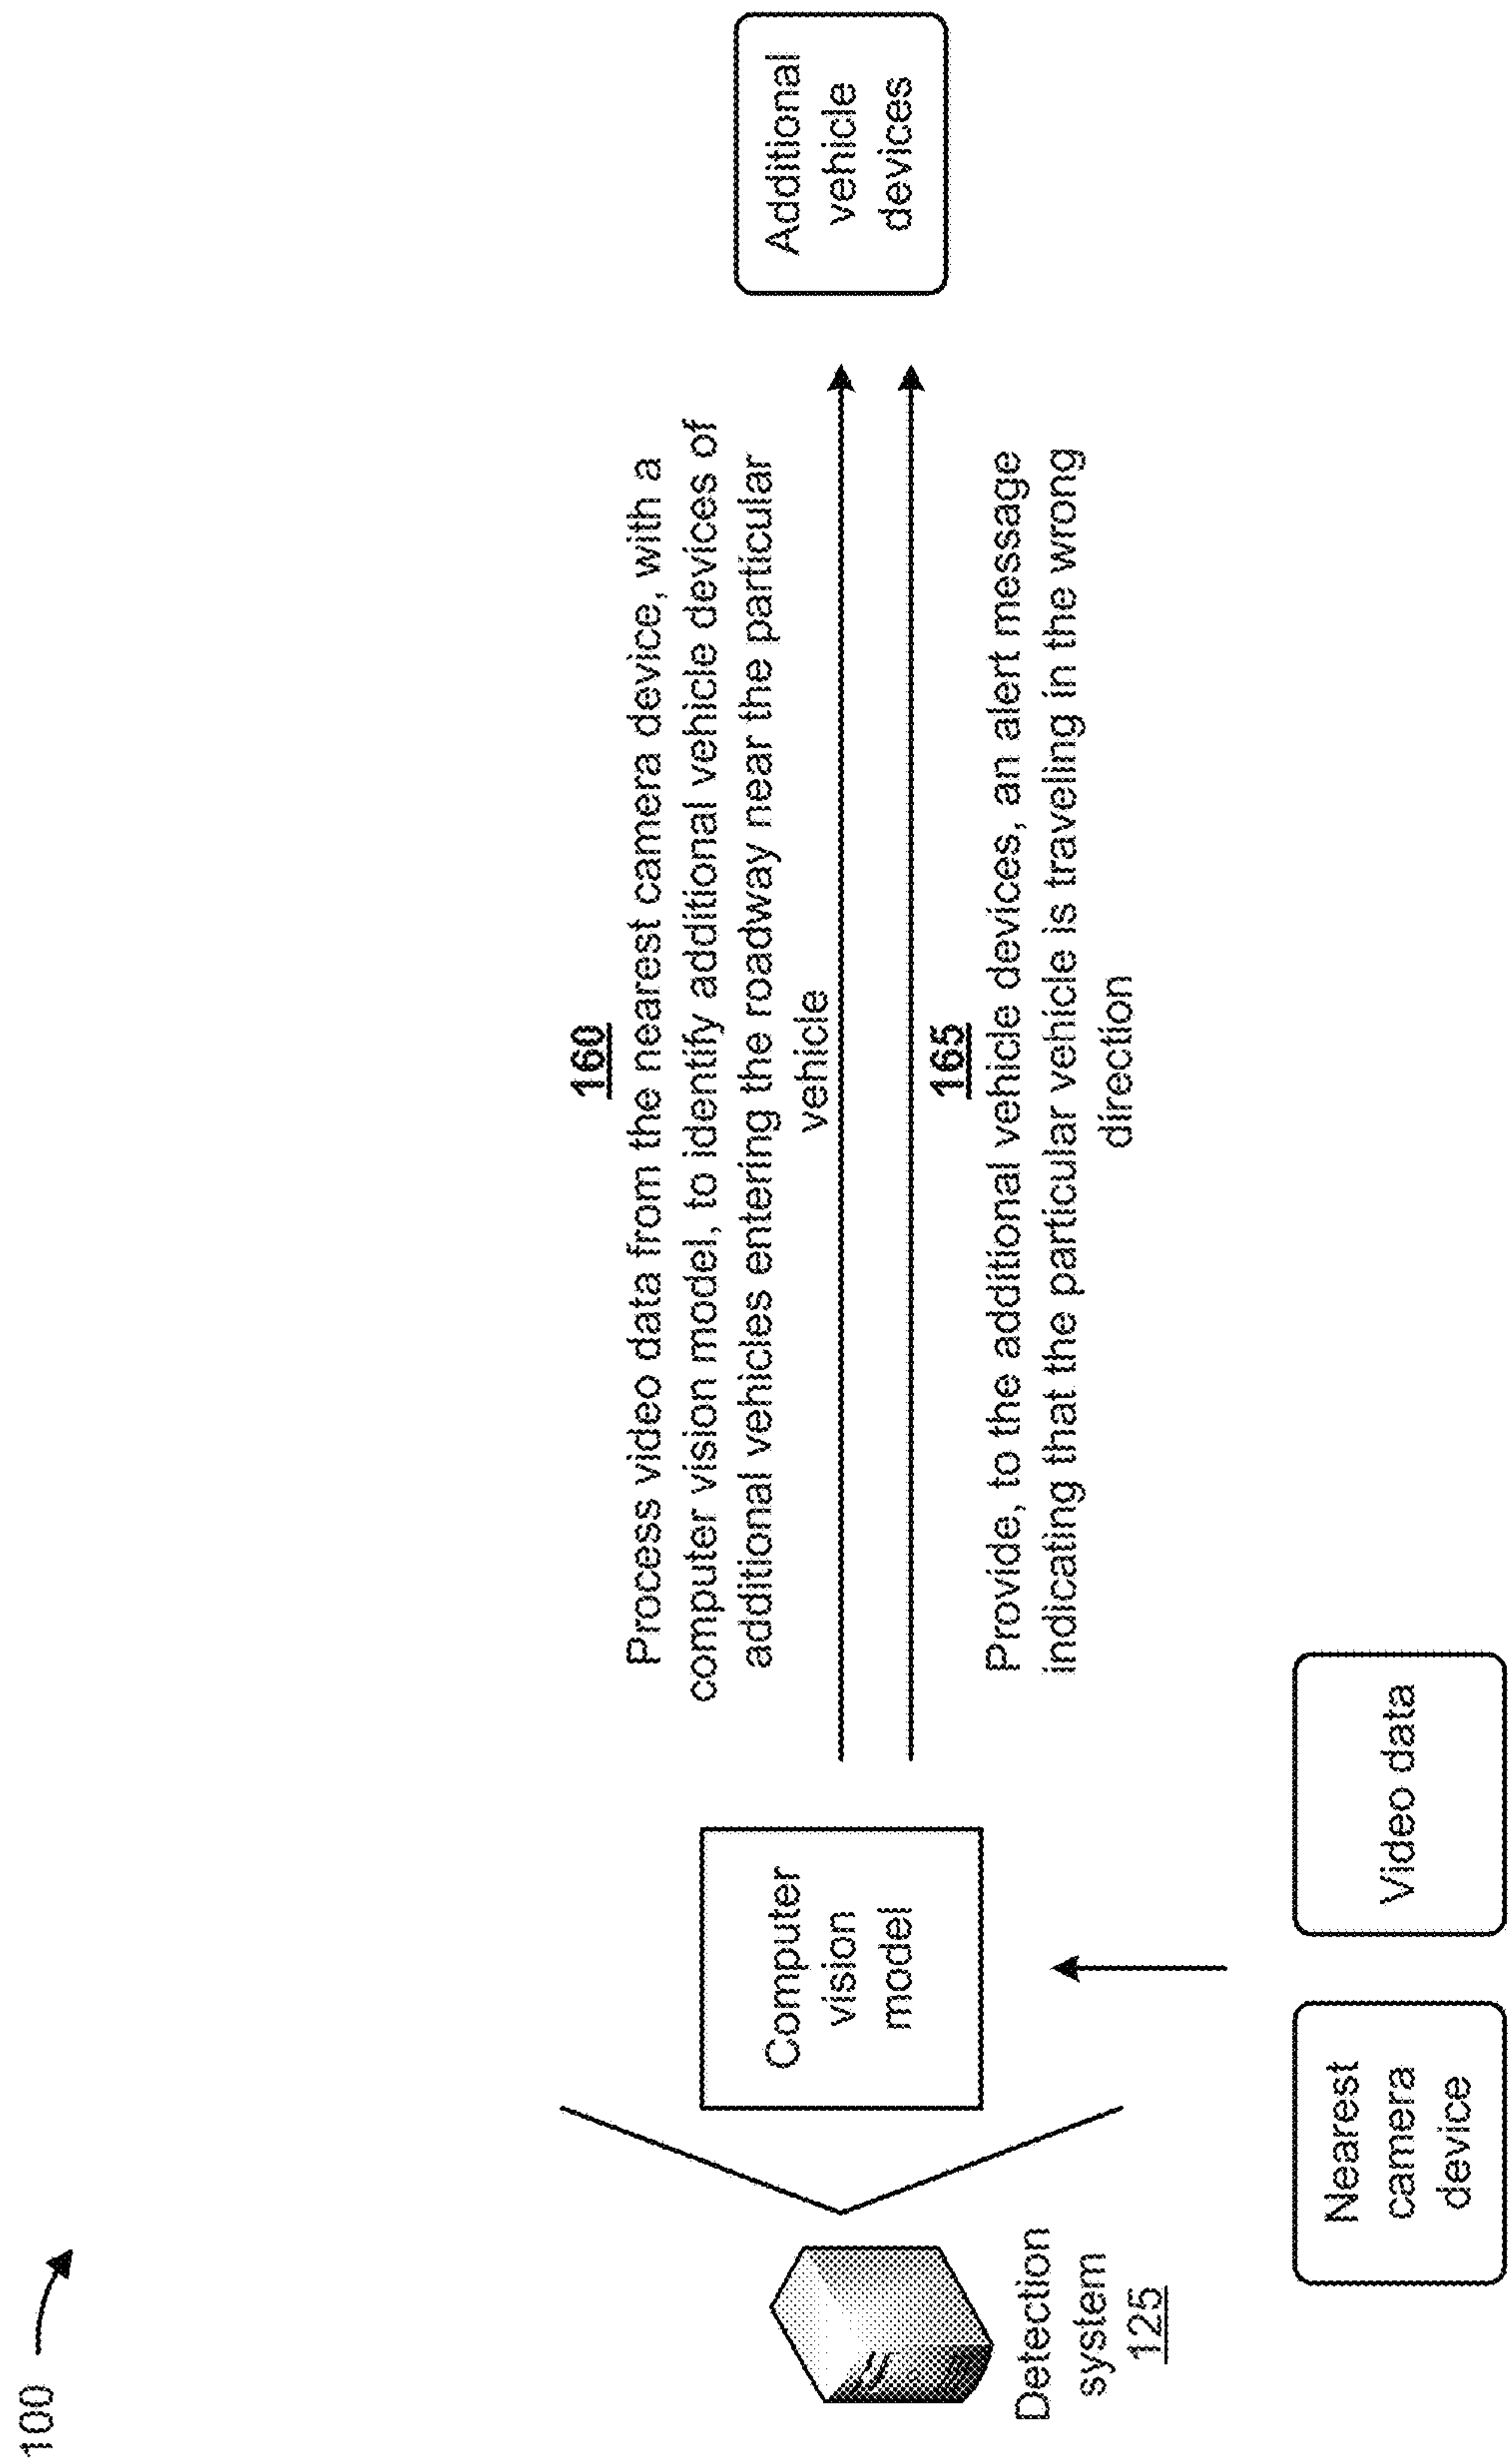 100
160
Process video data from the nearest camera device, with a
computer vision model, to identify additional vehicle devices of
additional vehicles entering the roadway near the particular
vehicle
Additional
vehicle
devices
Computer
vision
model
165
Provide, to the additional vehicle devices, an alert message
indicating that the particular vehicle is traveling in the wrong
direction
Detection
system
125
Nearest
camera
device
Video data